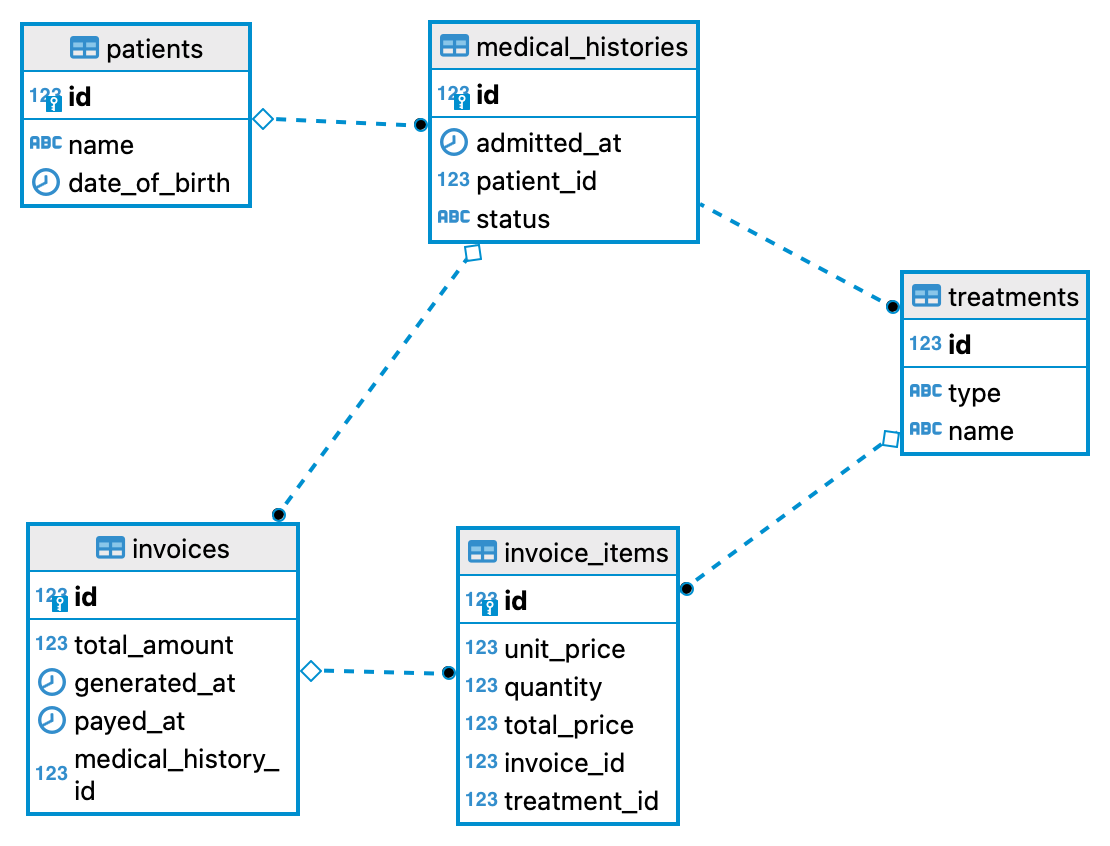 patients
123 id
ABC name
date_of_birth
medical_histories
123 id
admitted_at
123 patient_id
ABC status
treatments
123 id
ABC type
ABC name
invoices
123 id
123 total_amount
generated_at
payed_at
123 medical_history_
id
invoice_items
123 id
123 unit_price
123 quantity
123 total_price
123 invoice_id
123 treatment_id